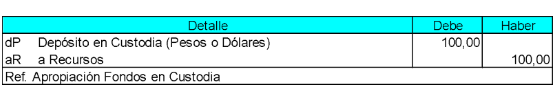 Detalle Debe Haber
dP Depósito en Custodia (Pesos o Dólares) 100,00
aR a Recursos 100,00
Ref. Apropiación Fondos en Custodia